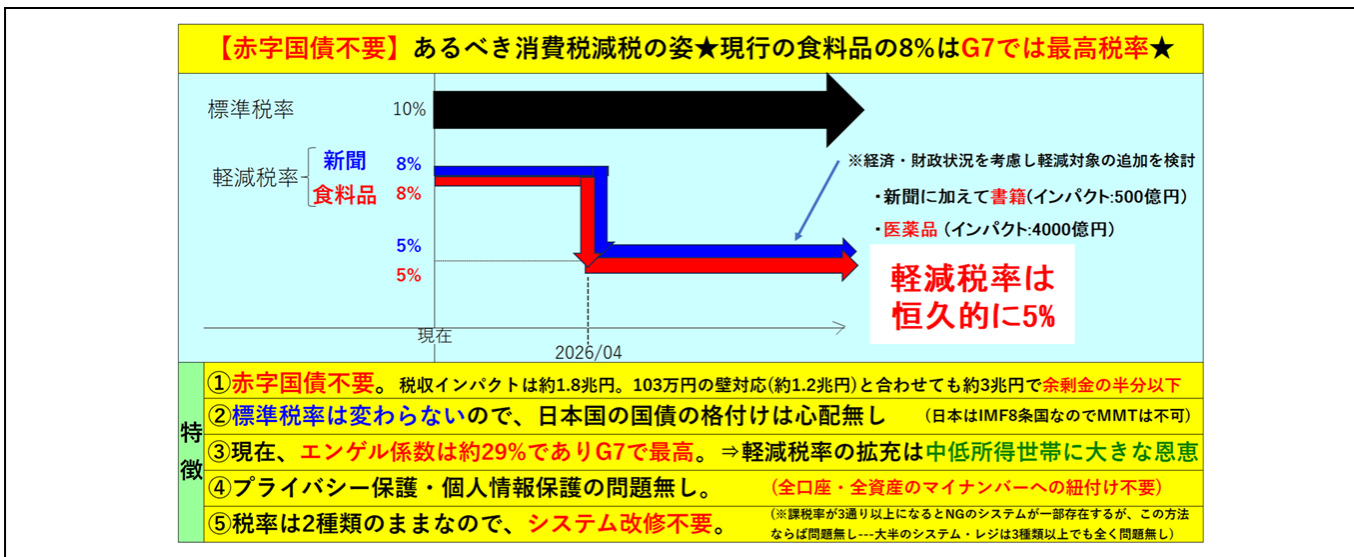 【赤字国債不要】あるべき消費税減税の姿★現行の食料品の8%はG7では最高税率★
標準税率
10%
軽減税率
新聞
8%
食料品
8%
5%
5%
※経済・財政状況を考慮し軽減対象の追加を検討
・新聞に加えて書籍(インパクト:500億円)
・医薬品 (インパクト:4000億円)
軽減税率は
恒久的に5%
現在
2026/04
特徴
①赤字国債不要。 税収インパクトは約1.8兆円。103万円の壁対応(約1.2兆円)と合わせても約3兆円で余剰金の半分以下
②標準税率は変わらないので、日本国の国債の格付けは心配無し (日本はIMF8条国なのでMMTは不可)
③現在、エンゲル係数は約29%でありG7で最高。⇒軽減税率の拡充は中低所得世帯に大きな恩恵
④プライバシー保護・個人情報保護の問題無し。 (全口座・全資産のマイナンバーへの紐付け不要)
⑤税率は2種類のままなので、システム改修不要。
(※課税率が3通り以上になるとNGのシステムが一部存在するが、この方法
ならば問題無し---大半のシステム・レジは3種類以上でも全く問題無し)